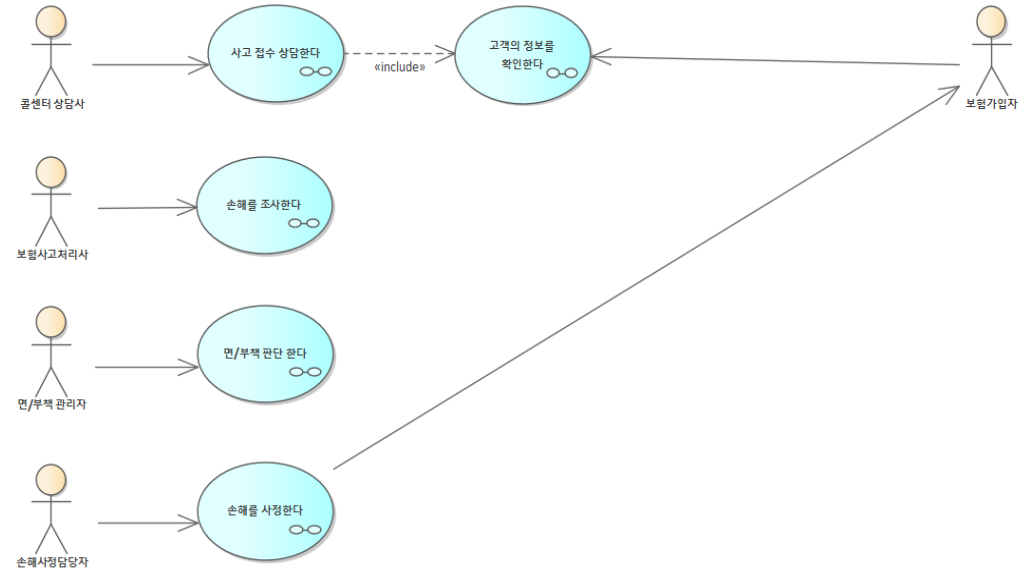 사고 접수 상담한다
«include»
고객의 정보를
확인한다
콜센터 상담사
보험가입자
손해를 조사한다
보험사고처리사
면/부책 판단 한다
면/부책 관리자
손해를 사정한다
손해사정담당자